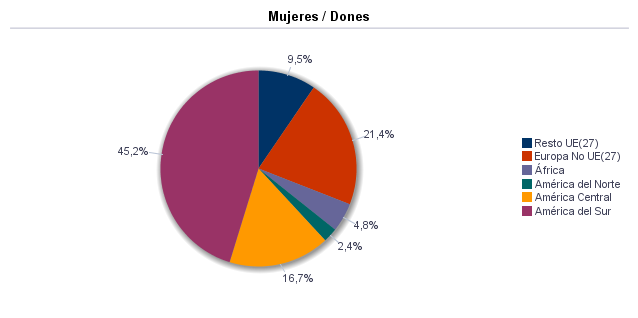 Mujeres / Dones
9,5%
21,4%
45,2%
4,8%
2,4%
16,7%
Resto UE(27)
Europa No UE(27)
África
América del Norte
América Central
América del Sur